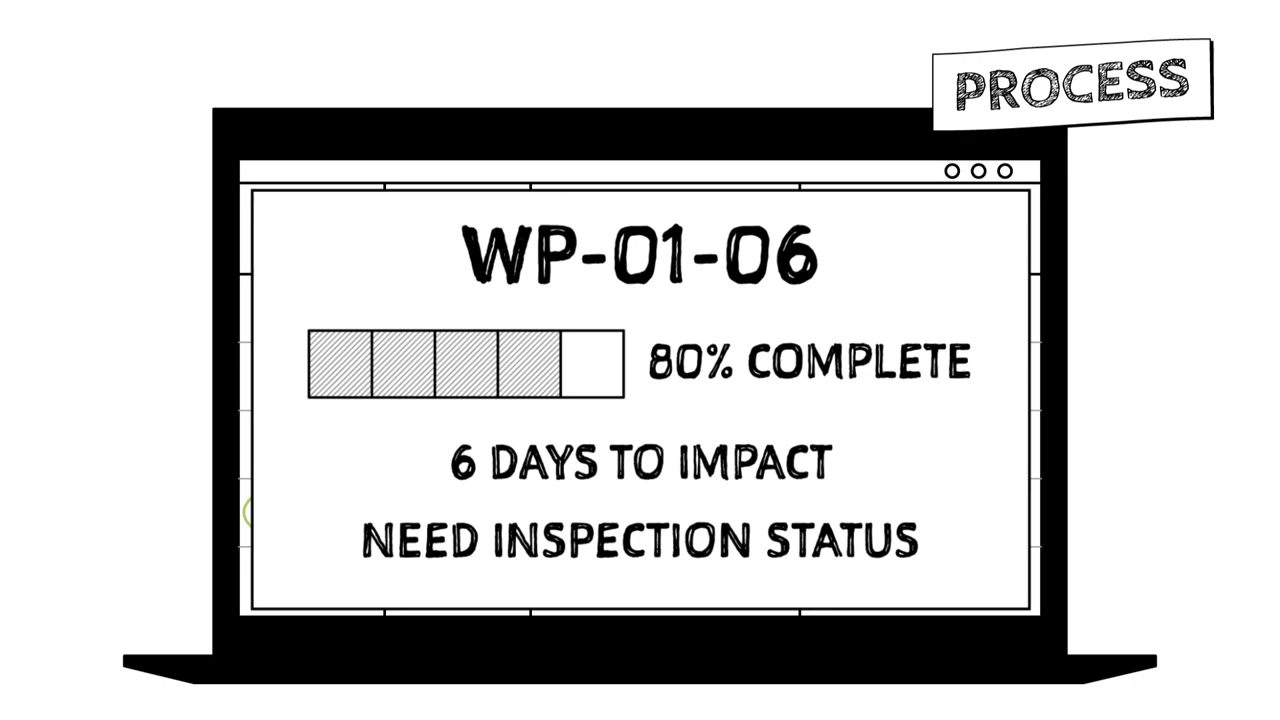 PROCESS
WP-01-06
80% COMPLETE
6 DAYS TO IMPACT
NEED INSPECTION STATUS